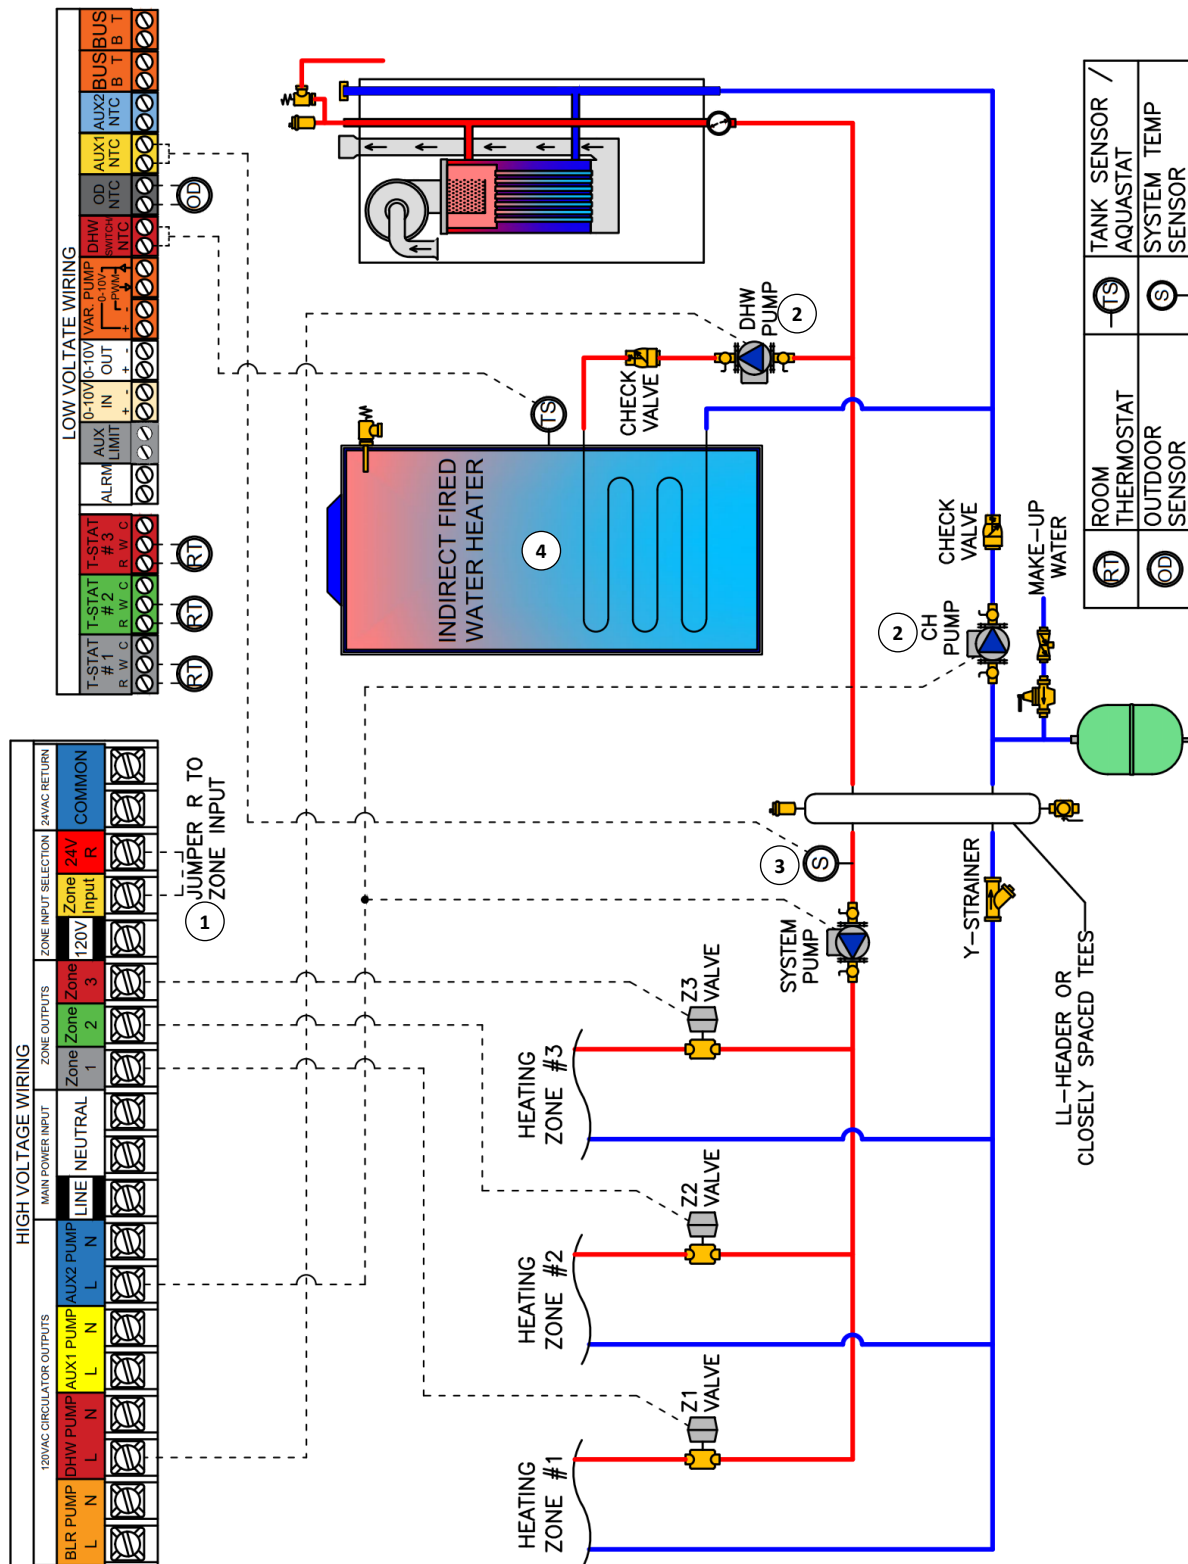 HIGH VOLTAGE WIRING
120VAC CIRCULATOR OUTPUTS
MAIN POWER INPUT
ZONE OUTPUTS
ZONE INPUT SELECTION
24VAC RETURN
BLR PUMP
L N
DHW PUMP
L N
AUX1 PUMP
L N
AUX2 PUMP
L N
LINE
NEUTRAL
Zone
1
Zone
2
Zone
3
120V
Zone
Input
24V
R
COMMON
LOW VOLTATE WIRING
T-STAT
#1
R W C
T-STAT
#2
R W C
T-STAT
#3
R W C
ALRM
AUX
LIMIT
0-10V
IN
+ -
0-10V
OUT
+ -
VAR. PUMP
0-10V
PWM
+ -
DHW
SWITCH/
NTC
OD
NTC
AUX1
NTC
AUX2
NTC
BUS
B T
BUS
B T
RT
RT
RT
OD
1
JUMPER R TO
ZONE INPUT
INDIRECT FIRED
WATER HEATER
4
TS
CHECK
VALVE
DHW
PUMP
2
HEATING
ZONE #1
Z1
VALVE
HEATING
ZONE #2
Z2
VALVE
HEATING
ZONE #3
Z3
VALVE
SYSTEM
PUMP
3
S
2
CH
PUMP
CHECK
VALVE
MAKE-UP
WATER
Y-STRAINER
LL-HEADER OR
CLOSELY SPACED TEES
RT
ROOM
THERMOSTAT
TS
TANK SENSOR /
AQUASTAT
OD
OUTDOOR
SENSOR
S
SYSTEM TEMP
SENSOR